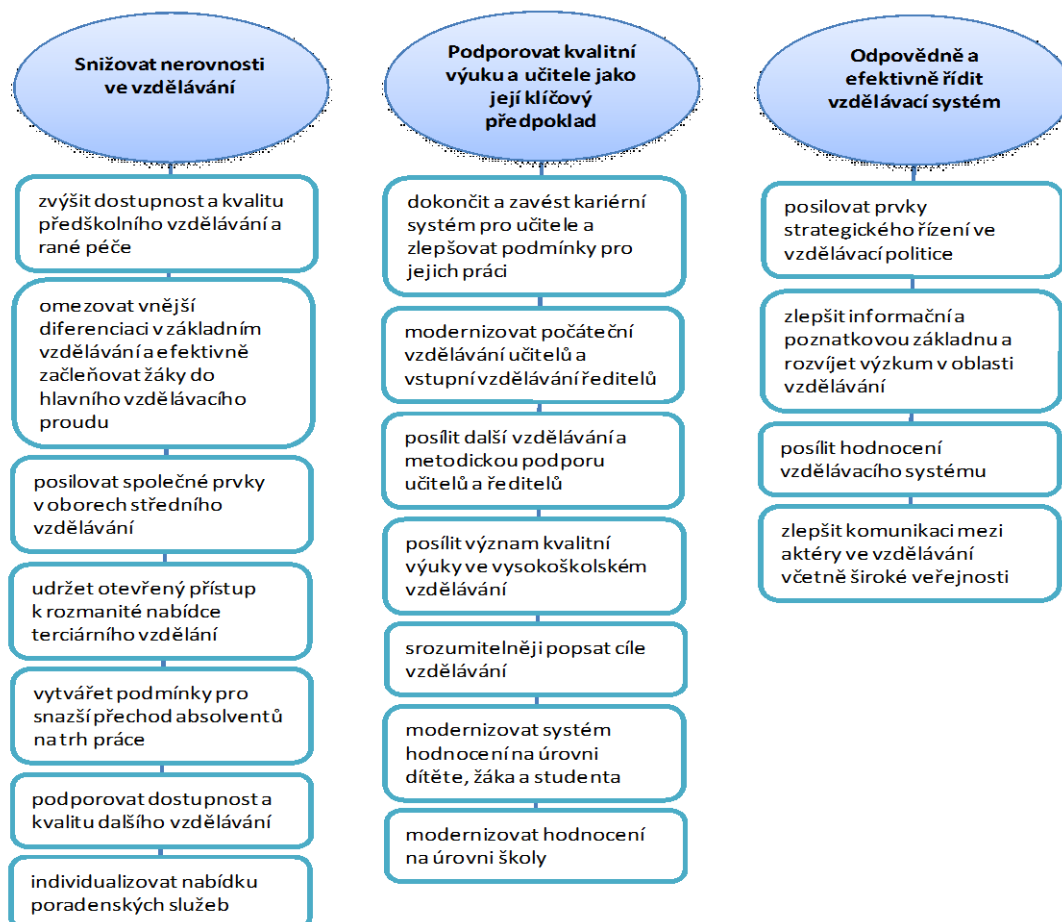 Snižovat nerovnosti
ve vzdělávání
zvýšit dostupnost a kvalitu
předškolního vzdělávání a
rané péče
omezovat vnější
diferenciaci v základním
vzdělávání a efektivně
začleňovat žáky do
hlavního vzdělávacího
proudu
posilovat společné prvky
v oborech středního
vzdělávání
udržet otevřený přístup
k rozmanité nabídce
terciárního vzdělání
vytvářet podmínky pro
snazší přechod absolventů
na trh práce
podporovat dostupnost a
kvalitu dalšího vzdělávání
individualizovat nabídku
poradenských služeb
Podporovat kvalitní
výuku a učitele jako
její klíčový
předpoklad
dokončit a zavést kariérní
systém pro učitele a
zlepšovat podmínky pro
jejich práci
modernizovat počáteční
vzdělávání učitelů a
vstupní vzdělávání ředitelů
posílit další vzdělávání a
metodickou podporu
učitelů a ředitelů
posílit význam kvalitní
výuky ve vysokoškolském
vzdělávání
srozumitelněji popsat cíle
vzdělávání
modernizovat systém
hodnocení na úrovni
dítěte, žáka a studenta
modernizovat hodnocení
na úrovni školy
Odpovědně a
efektivně řídit
vzdělávací systém
posilovat prvky
strategického řízení ve
vzdělávací politice
zlepšit informační a
poznatkovou základnu a
rozvíjet výzkum v oblasti
vzdělávání
posílit hodnocení
vzdělávacího systému
zlepšit komunikaci mezi
aktéry ve vzdělávání
včetně široké veřejnosti